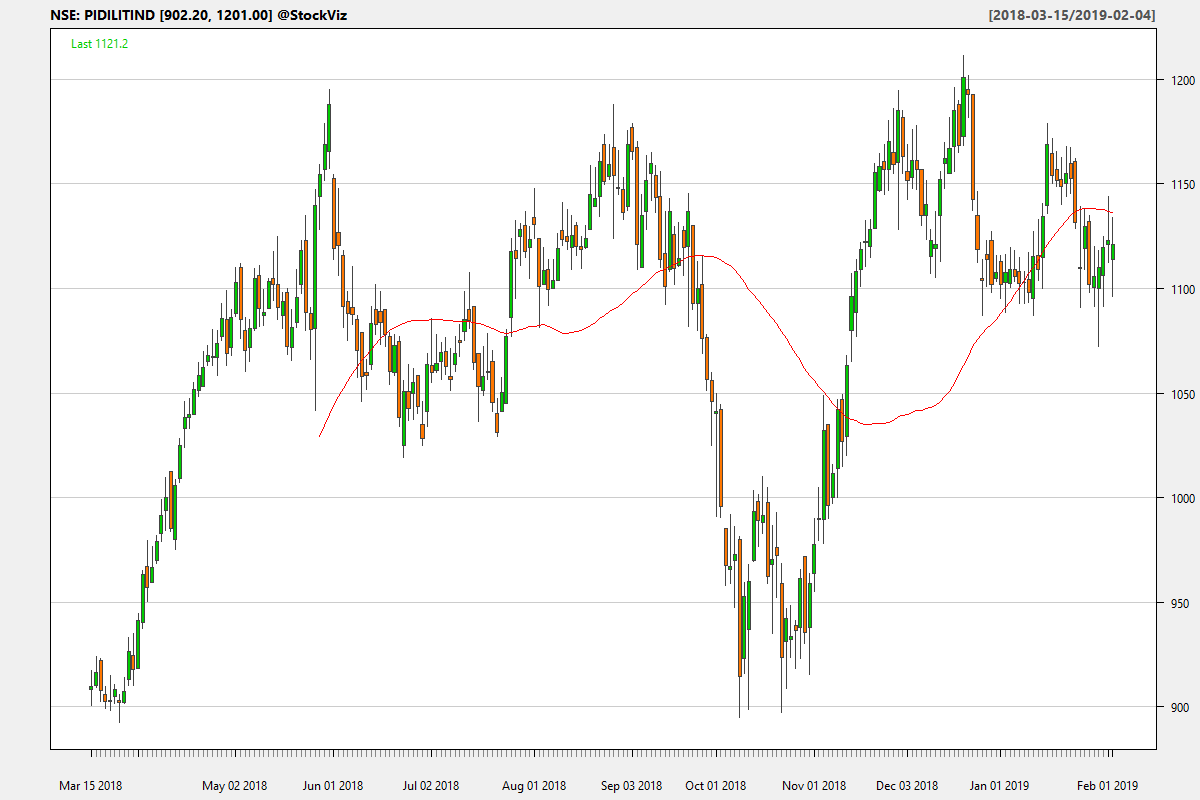 NSE: PIDILITIND [902.20, 1201.00] @StockViz
[2018-03-15/2019-02-04]
Last 1121.2
1200
1150
1100
1050
1000
950
900
Mar 15 2018
May 02 2018
Jun 01 2018
Jul 02 2018
Aug 01 2018
Sep 03 2018
Oct 01 2018
Nov 01 2018
Dec 03 2018
Jan 01 2019
Feb 01 2019